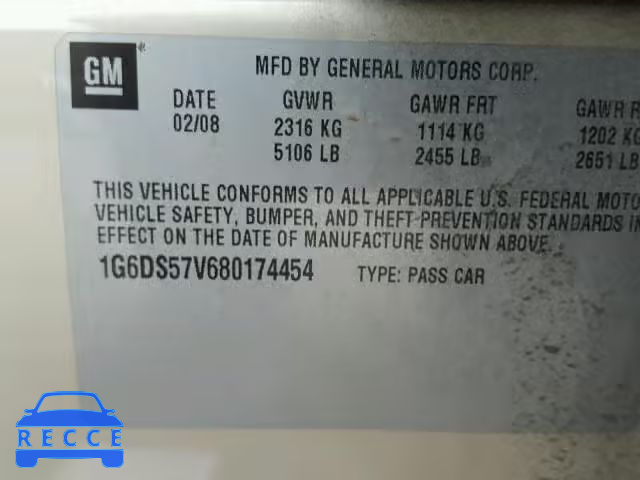 GM
MFD BY GENERAL MOTORS CORP.
DATE GVWR GAWR FRT GAWR
02/08 2316 KG 1114 KG 1202 KG
5106 LB 2455 LB 2651 LB
THIS VEHICLE CONFORMS TO ALL APPLICABLE U.S. FEDERAL
VEHICLE SAFETY, BUMPER, AND THEFT PREVENTION STANDARDS IN
EFFECT ON THE DATE OF MANUFACTURE SHOWN ABOVE.
1G6DS57V680174454 TYPE: PASS CAR
RECCE